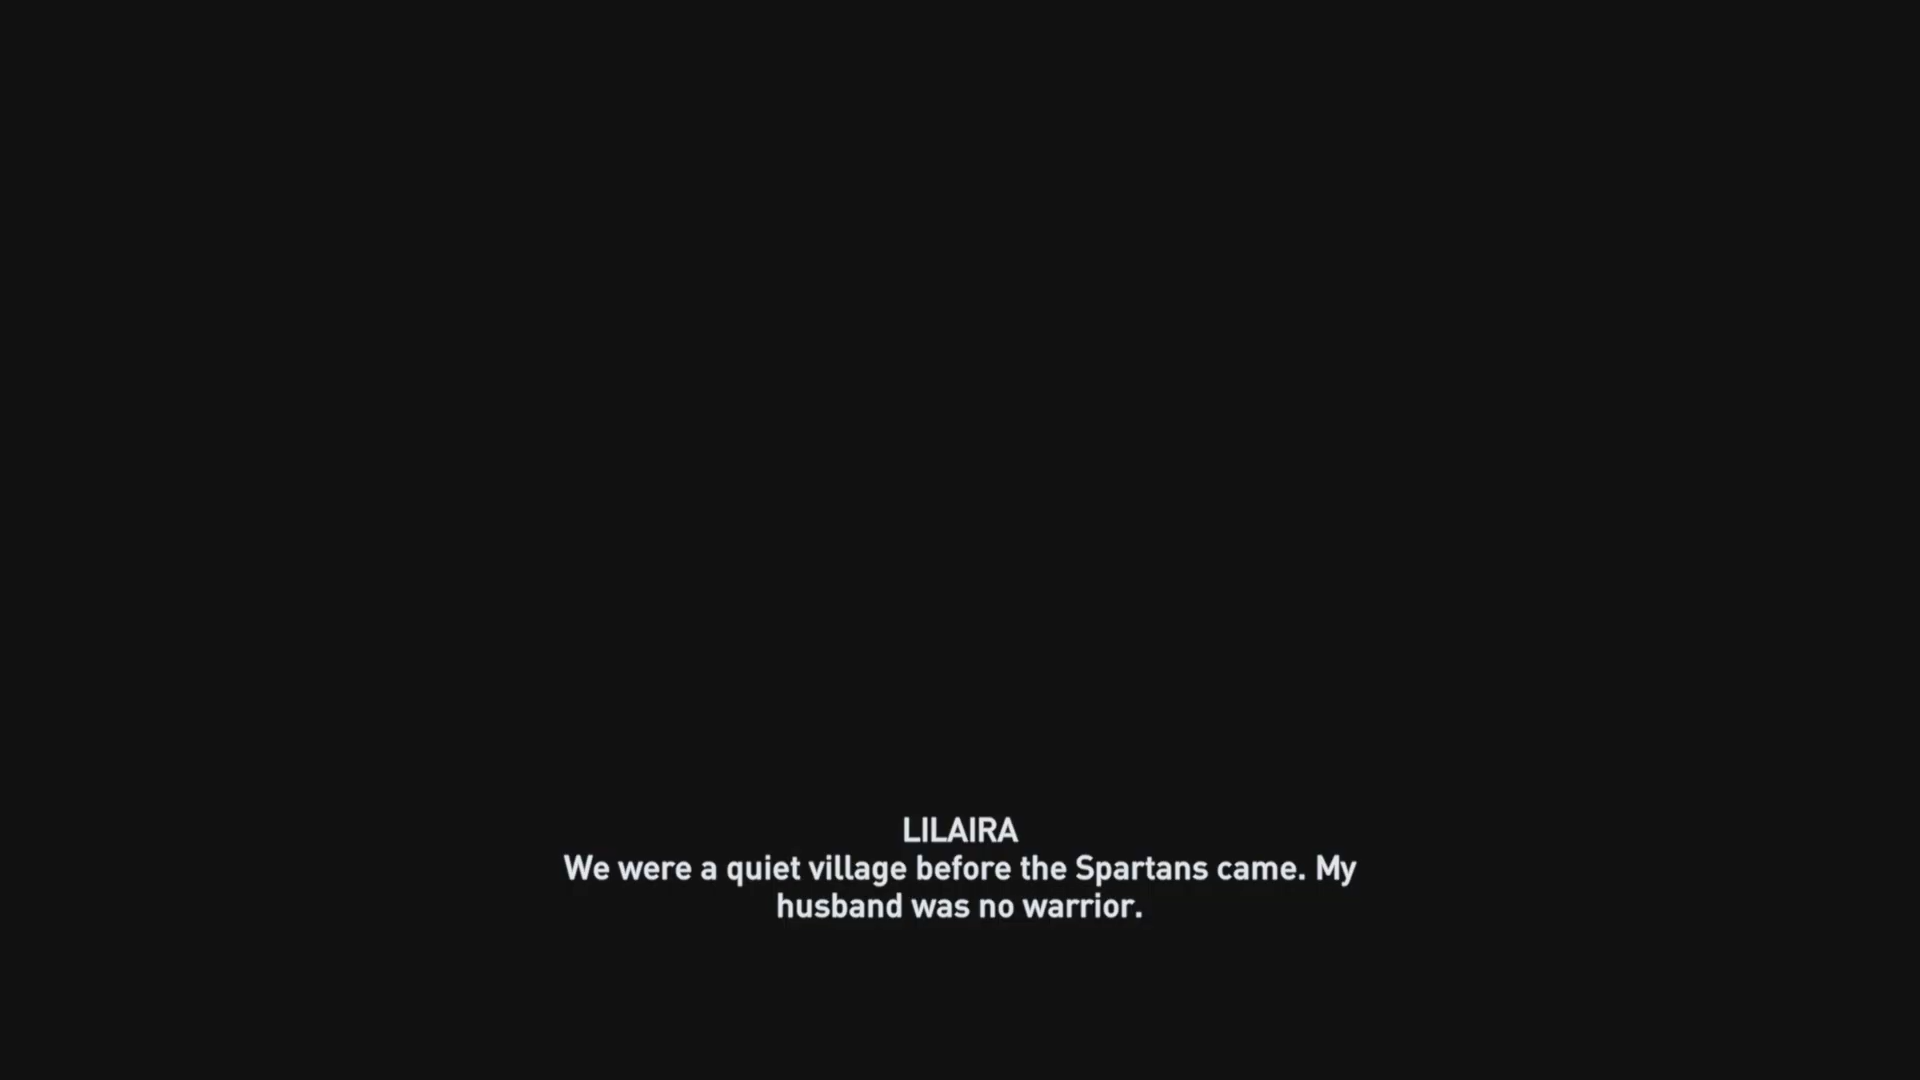 LILAIRA
We were a quiet village before the Spartans came. My
husband was no warrior.